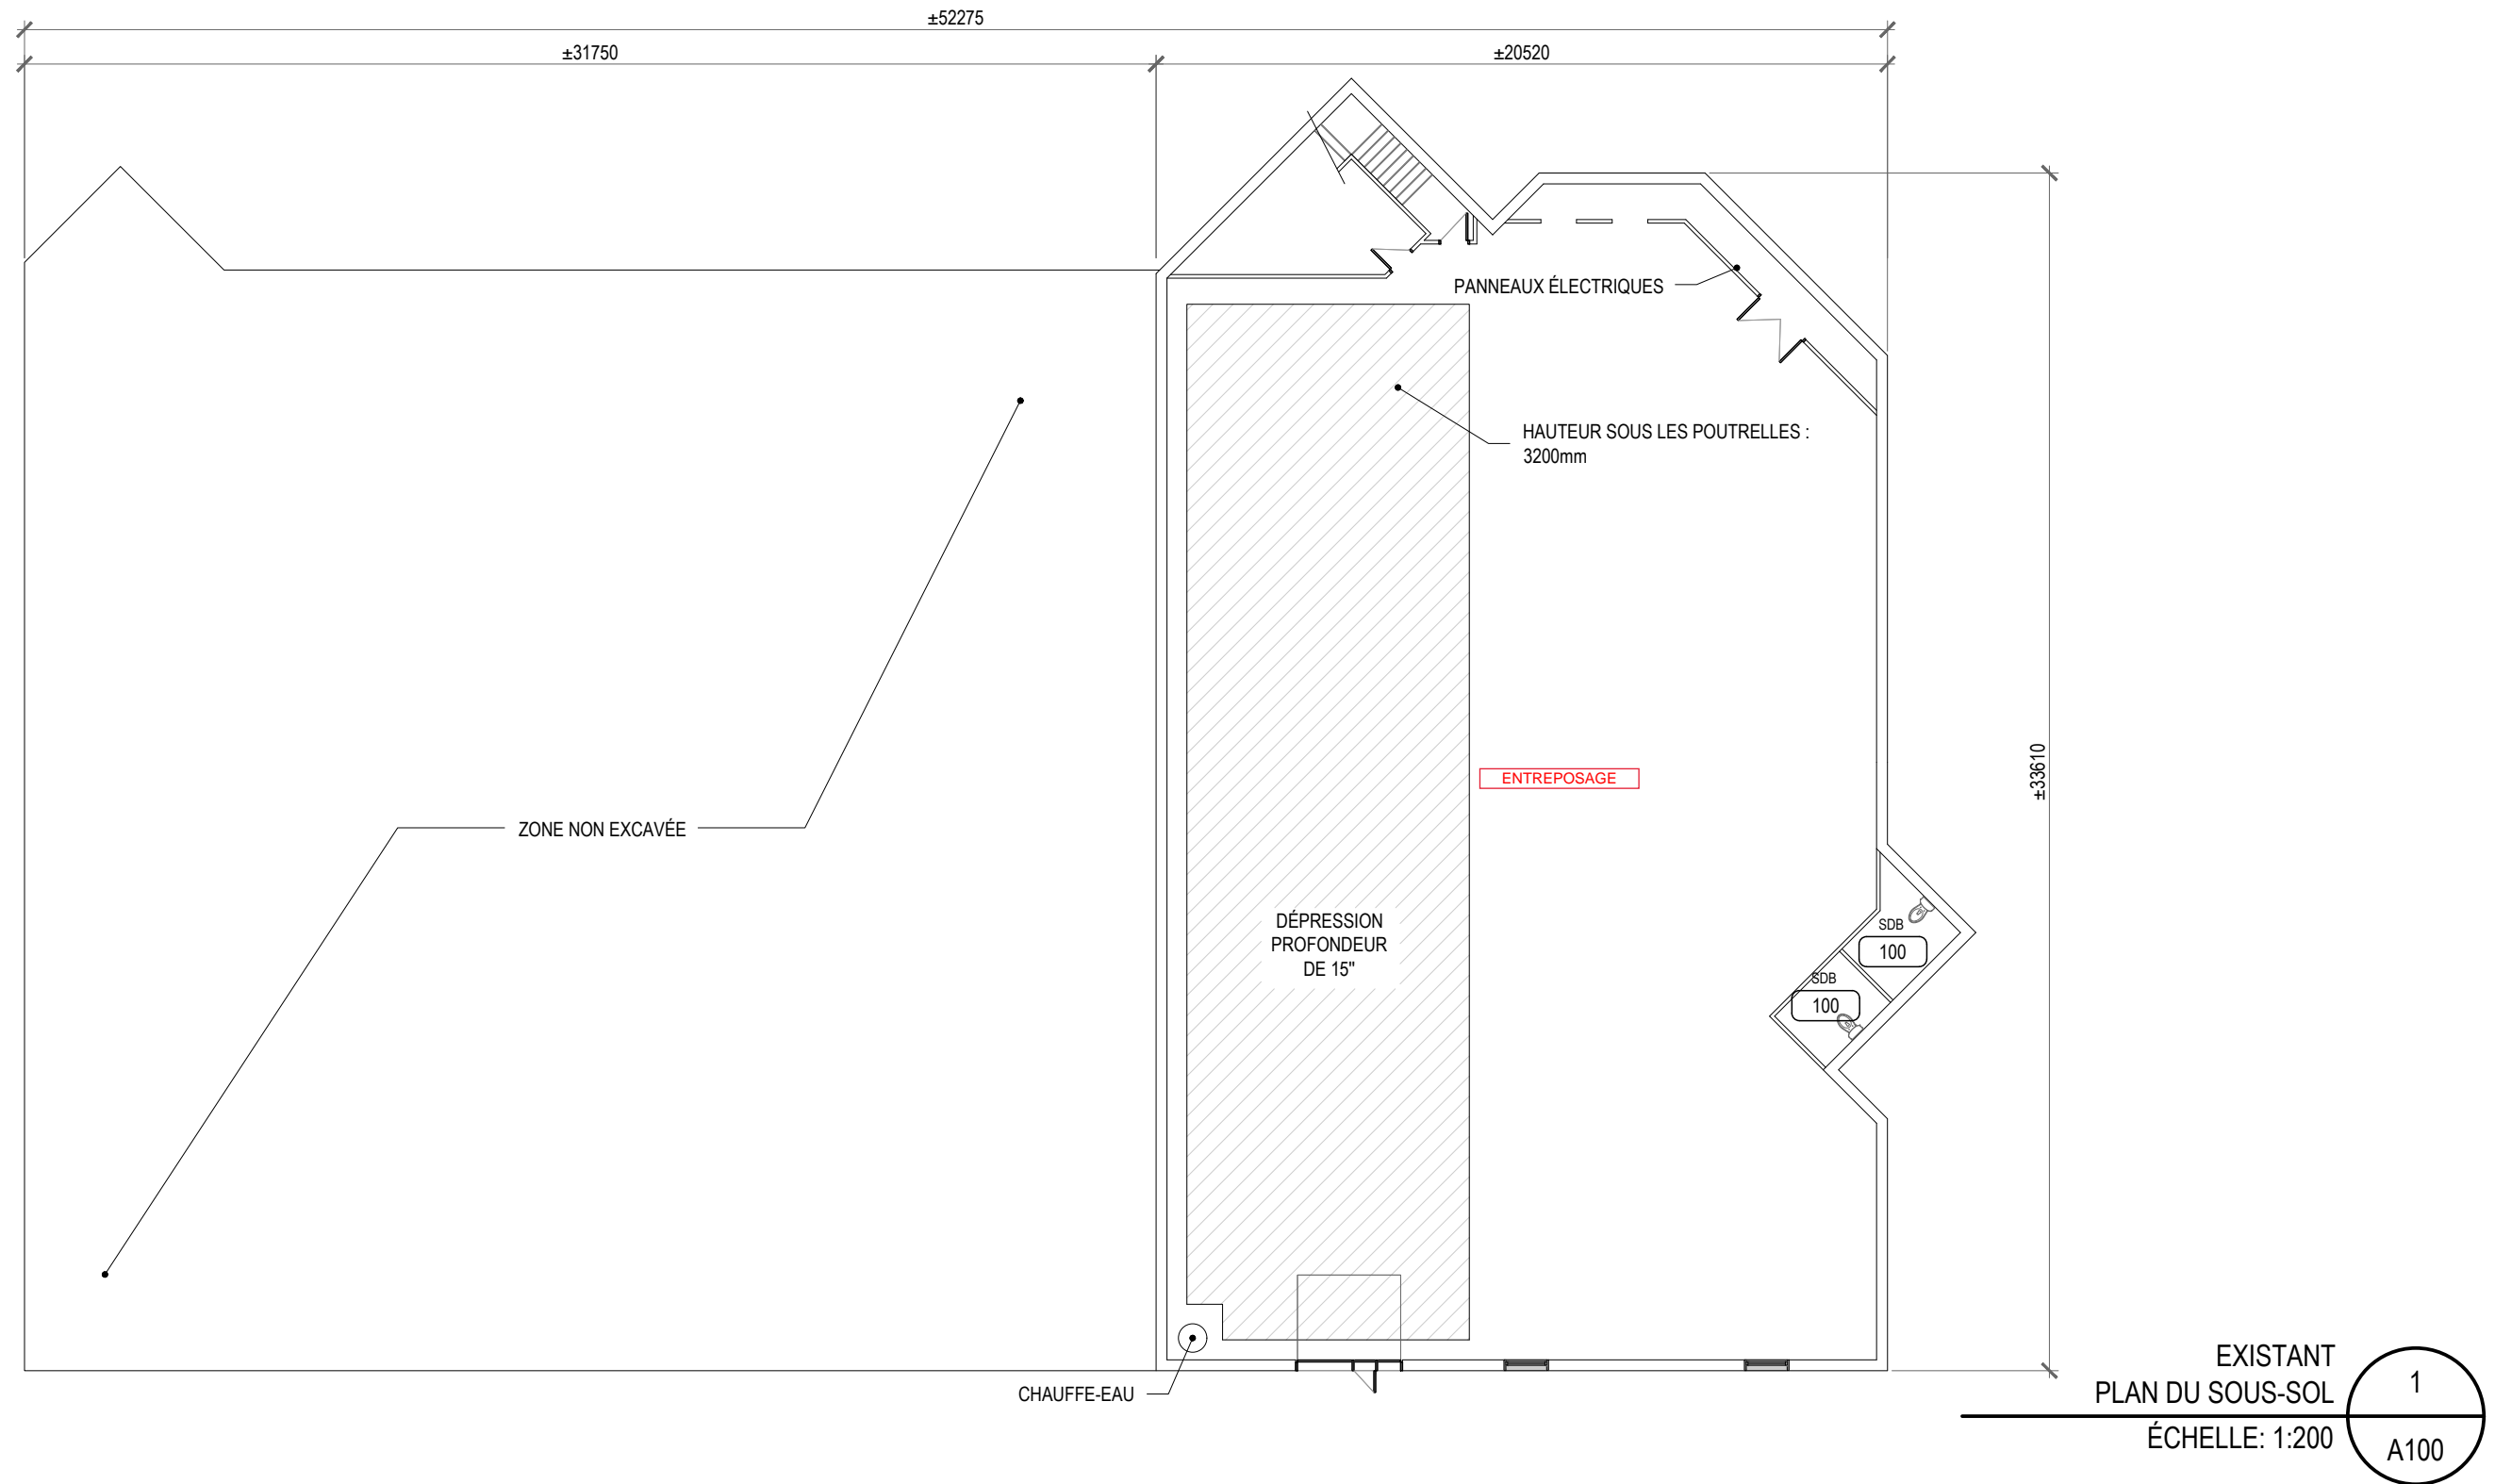 ±52275
±31750
±20520
PANNEAUX ÉLECTRIQUES
HAUTEUR SOUS LES POUTRELLES :
3200mm
±33610
ENTREPOSAGE
ZONE NON EXCAVÉE
DÉPRESSION
PROFONDEUR
DE 15"
SDB
100
SDB
100
CHAUFFE-EAU
EXISTANT
PLAN DU SOUS-SOL
ÉCHELLE: 1:200
1
A100